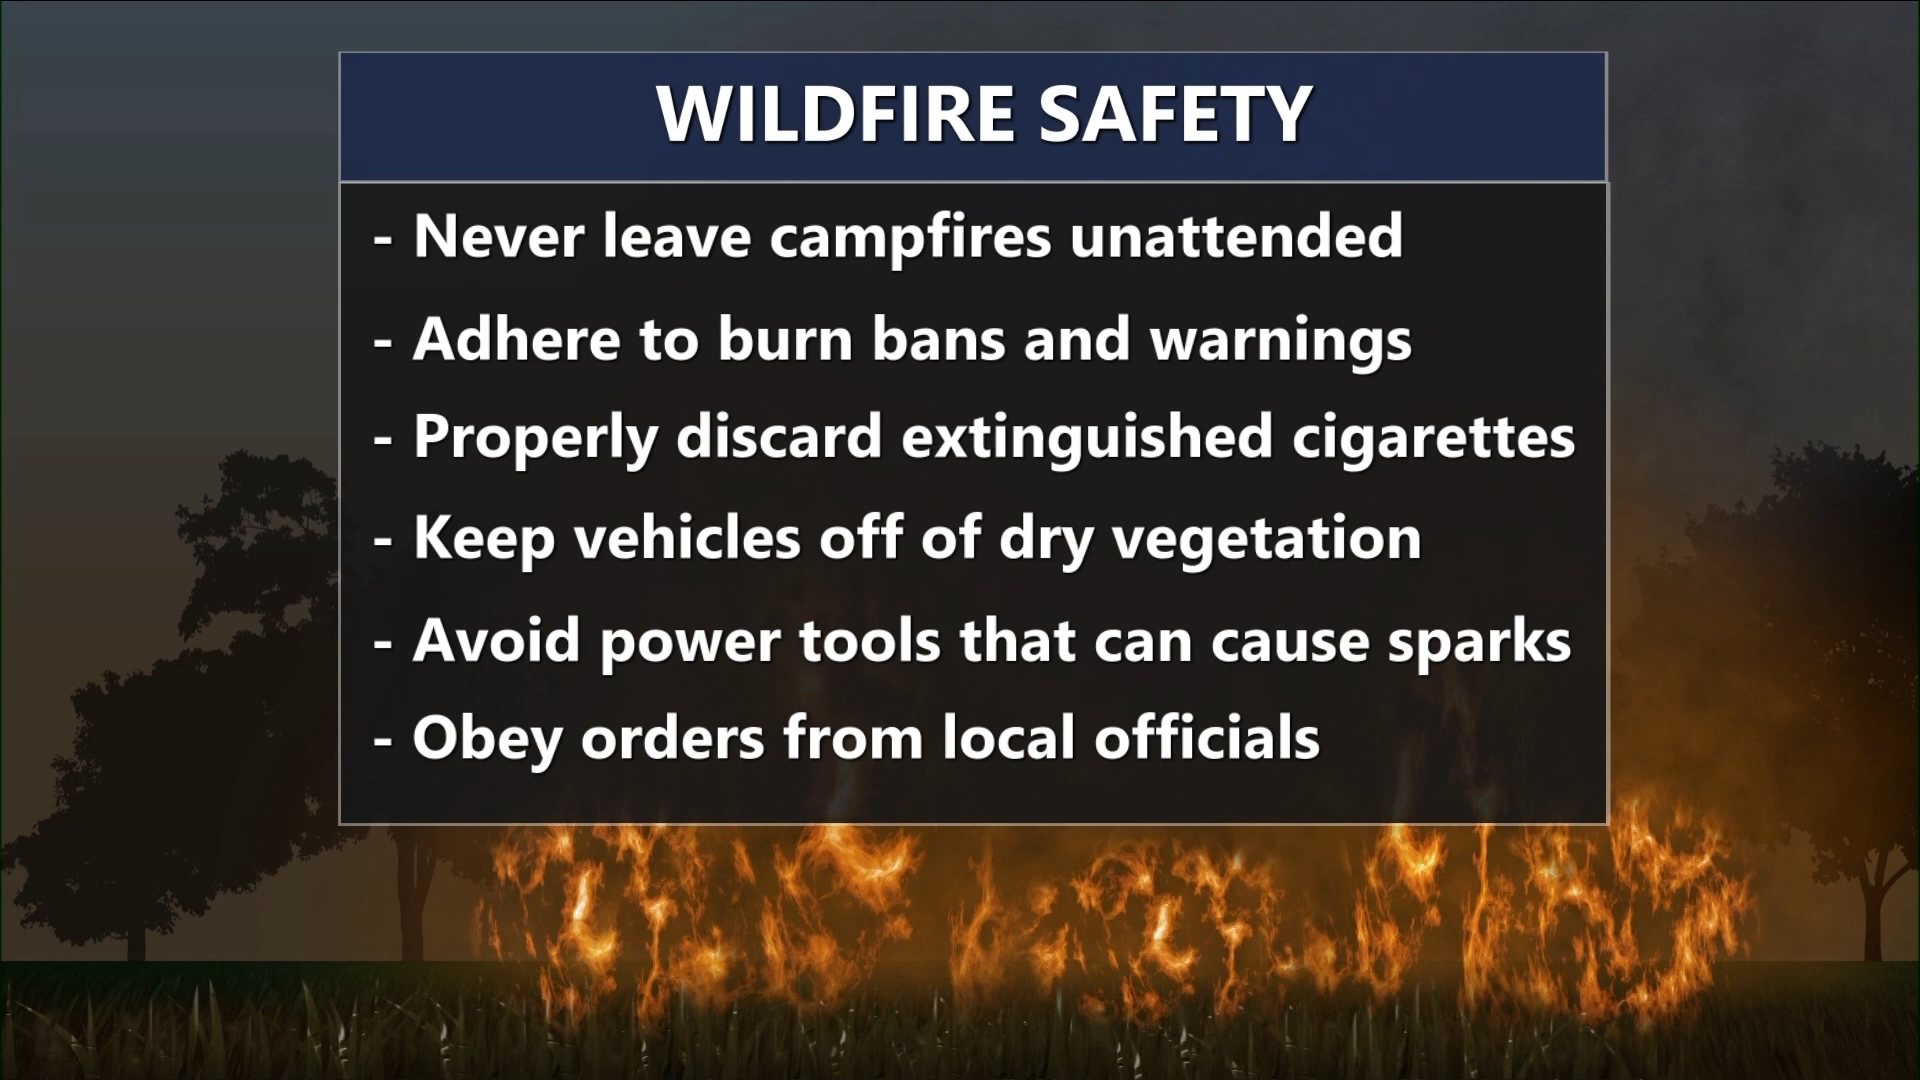 WILDFIRE SAFETY
- Never leave campfires unattended
- Adhere to burn bans and warnings
- Properly discard extinguished cigarettes
- Keep vehicles off of dry vegetation
- Avoid power tools that can cause sparks
- Obey orders from local officials